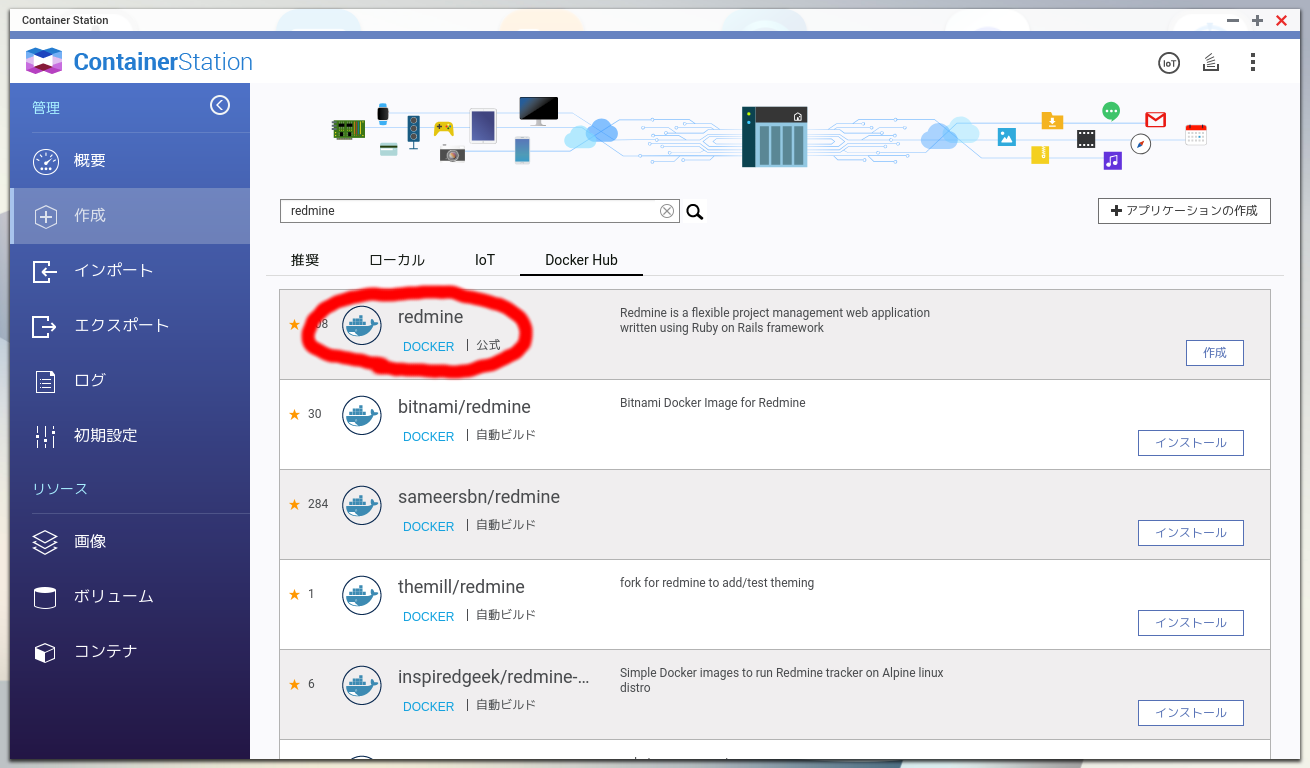 Container Station
ContainerStation
IoT
管理
概要
作成
インポート
エクスポート
ログ
初期設定
リソース
画像
ボリューム
コンテナ
redmine
アプリケーションの作成
推奨
ローカル
IoT
Docker Hub
redmine
DOCKER | 公式
Redmine is a flexible project management web application
written using Ruby on Rails framework
作成
30
bitnami/redmine
DOCKER | 自動ビルド
Bitnami Docker Image for Redmine
インストール
284
sameersbn/redmine
DOCKER | 自動ビルド
インストール
1
themill/redmine
DOCKER | 自動ビルド
fork for redmine to add/test theming
インストール
6
inspiredgeek/redmine-...
DOCKER | 自動ビルド
Simple Docker images to run Redmine tracker on Alpine linux
distro
インストール